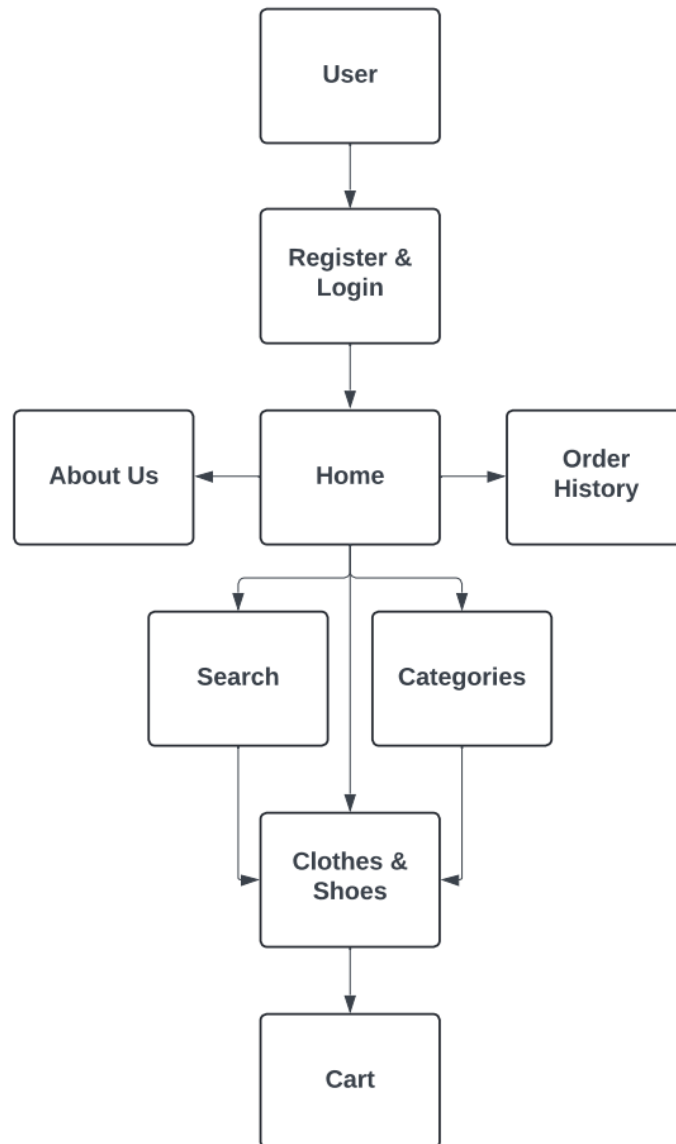 User
Register &
Login
About Us
Home
Order
History
Search
Categories
Clothes &
Shoes
Cart